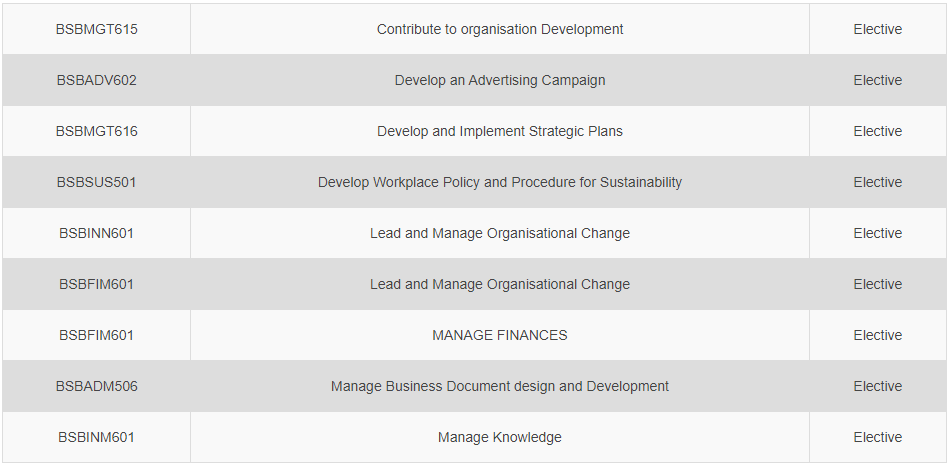 BSBMGT615 Contribute to organisation Development Elective
BSBADV602 Develop an Advertising Campaign Elective
BSBMGT616 Develop and Implement Strategic Plans Elective
BSBSUS501 Develop Workplace Policy and Procedure for Sustainability Elective
BSBINN601 Lead and Manage Organisational Change Elective
BSBFIM601 Lead and Manage Organisational Change Elective
BSBFIM601 MANAGE FINANCES Elective
BSBADM506 Manage Business Document design and Development Elective
BSBINM601 Manage Knowledge Elective